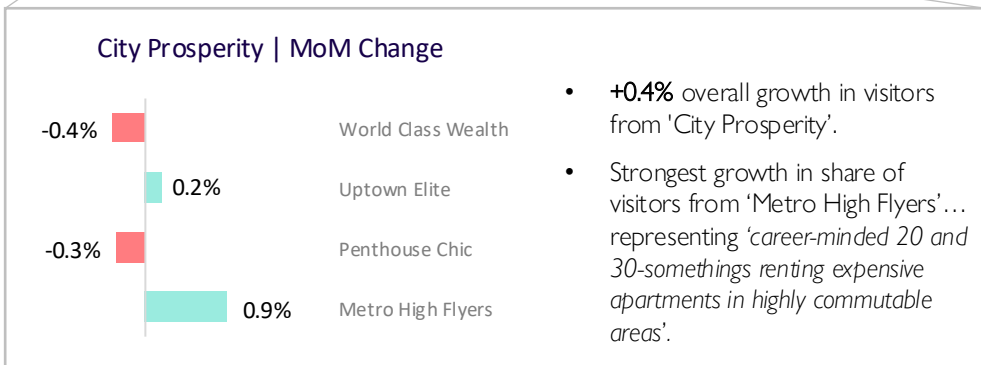 City Prosperity | MoM Change
-0.4% World Class Wealth
0.2% Uptown Elite
-0.3% Penthouse Chic
0.9% Metro High Flyers
• +0.4% overall growth in visitors
from 'City Prosperity’.
• Strongest growth in share of
visitors from ‘Metro High Flyers’…
representing ‘career-minded 20 and
30-somethings renting expensive
apartments in highly commutable
areas’.